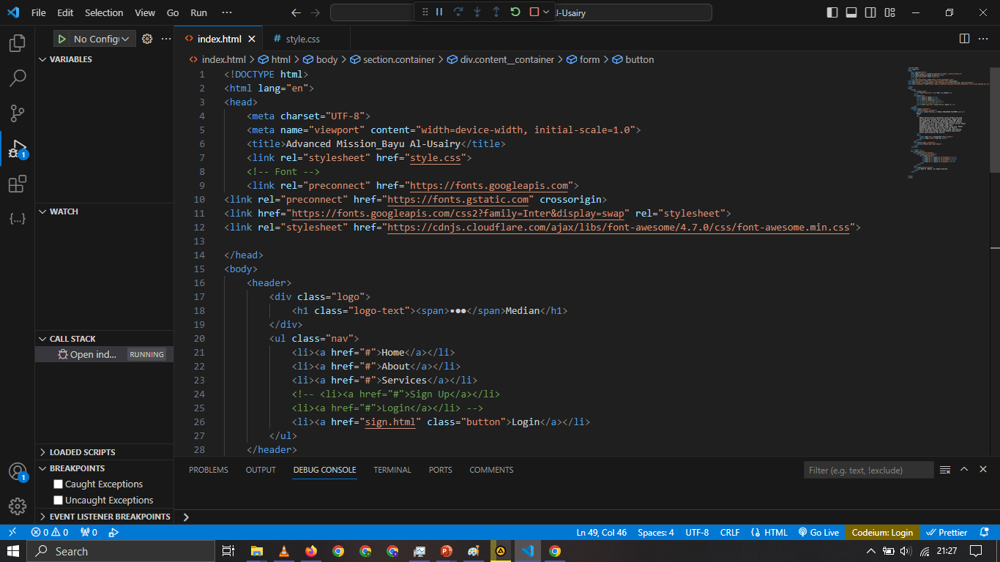 File Edit Selection View Go Run ··· Al-Usairy
No Config ···
index.html style.css ···
VARIABLES
index.html > html > body > section.container > div.content__container > form > button
1 <!DOCTYPE html>
2 <html lang="en">
3 <head>
4 <meta charset="UTF-8">
5 <meta name="viewport" content="width=device-width, initial-scale=1.0">
6 <title>Advanced Mission_Bayu Al-Usairy</title>
7 <link rel="stylesheet" href="style.css">
8 <!-- Font -->
9 <link rel="preconnect" href="https://fonts.googleapis.com">
10 <link rel="preconnect" href="https://fonts.gstatic.com" crossorigin>
11 <link href="https://fonts.googleapis.com/css2?family=Inter&display=swap" rel="stylesheet">
12 <link rel="stylesheet" href="https://cdnjs.cloudflare.com/ajax/libs/font-awesome/4.7.0/css/font-awesome.min.css">
13
14 </head>
15 <body>
16 <header>
17 <div class="logo">
18 <h1 class="logo-text"><span>▪●●</span>Median</h1>
19 </div>
20 <ul class="nav">
21 <li><a href="#">Home</a></li>
22 <li><a href="#">About</a></li>
23 <li><a href="#">Services</a></li>
24 <!-- <li><a href="#">Sign Up</a></li>
25 <li><a href="#">Login</a></li> -->
26 <li><a href="sign.html" class="button">Login</a></li>
27 </ul>
28 </header>
WATCH
CALL STACK
Open ind... RUNNING
LOADED SCRIPTS
BREAKPOINTS
Caught Exceptions
Uncaught Exceptions
EVENT LISTENER BREAKPOINTS
1
1
PROBLEMS OUTPUT DEBUG CONSOLE TERMINAL PORTS COMMENTS Filter (e.g. text, !exclude)
0 0 0 Ln 49, Col 46 Spaces: 4 UTF-8 CRLF HTML Go Live Codeium: Login Prettier
Search 21:27